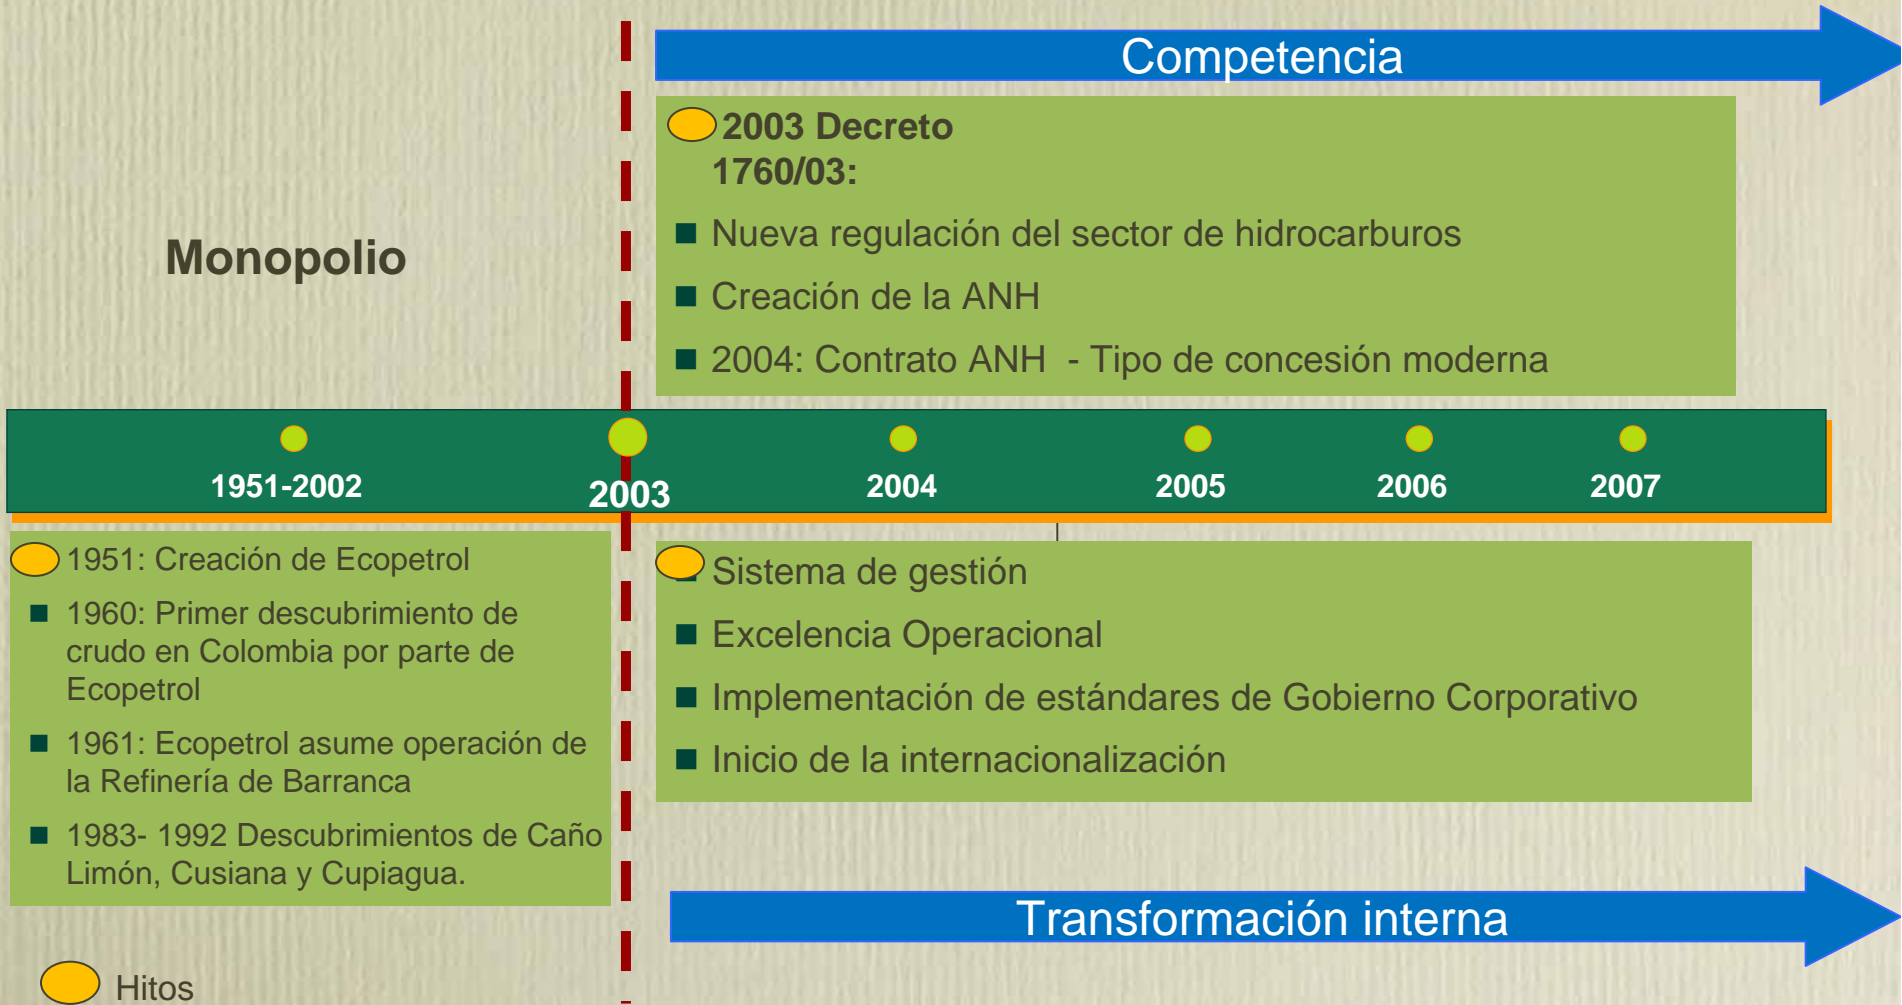 Competencia
2003 Decreto
1760/03:
Nueva regulación del sector de hidrocarburos
Creación de la ANH
2004: Contrato ANH - Tipo de concesión moderna
Monopolio
1951-2002
2003
2004
2005
2006
2007
1951: Creación de Ecopetrol
1960: Primer descubrimiento de
crudo en Colombia por parte de
Ecopetrol
1961: Ecopetrol asume operación de
la Refinería de Barranca
1983- 1992 Descubrimientos de Caño
Limón, Cusiana y Cupiagua.
Sistema de gestión
Excelencia Operacional
Implementación de estándares de Gobierno Corporativo
Inicio de la internacionalización
Transformación interna
Hitos